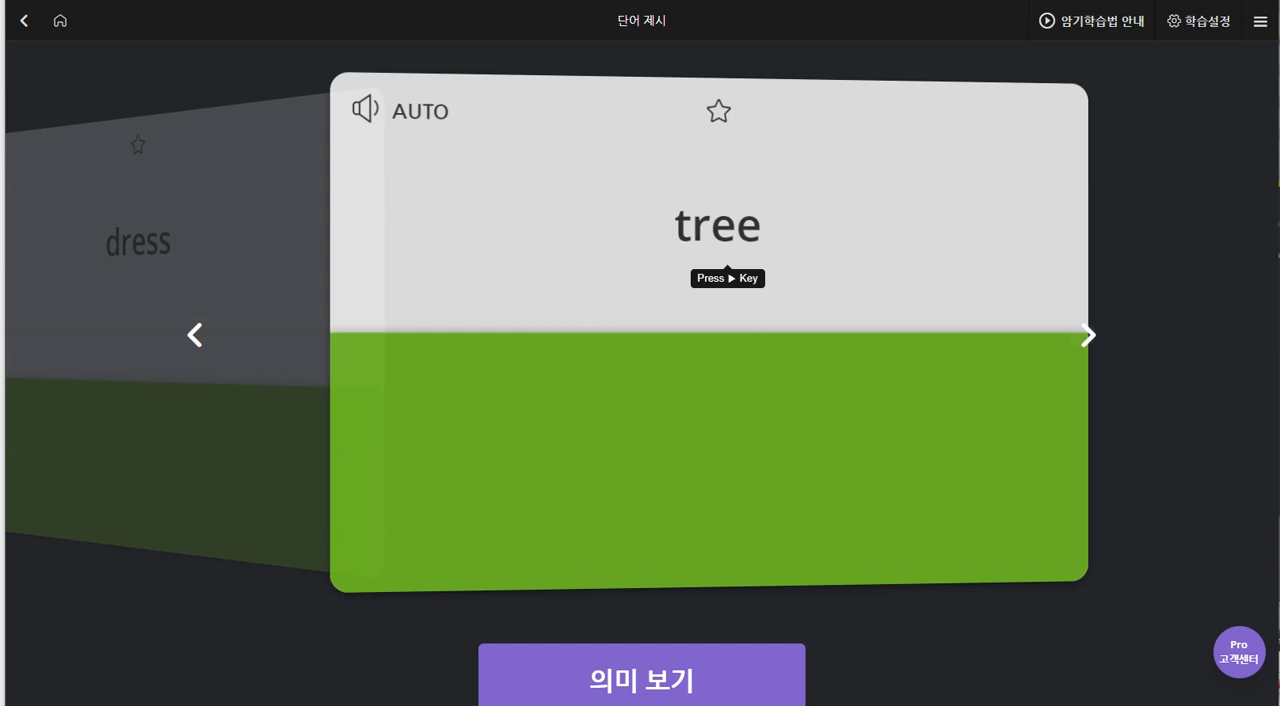 단어 제시
암기학습법 안내
학습설정
AUTO
tree
dress
Press ▶ Key
의미 보기
Pro
고객센터